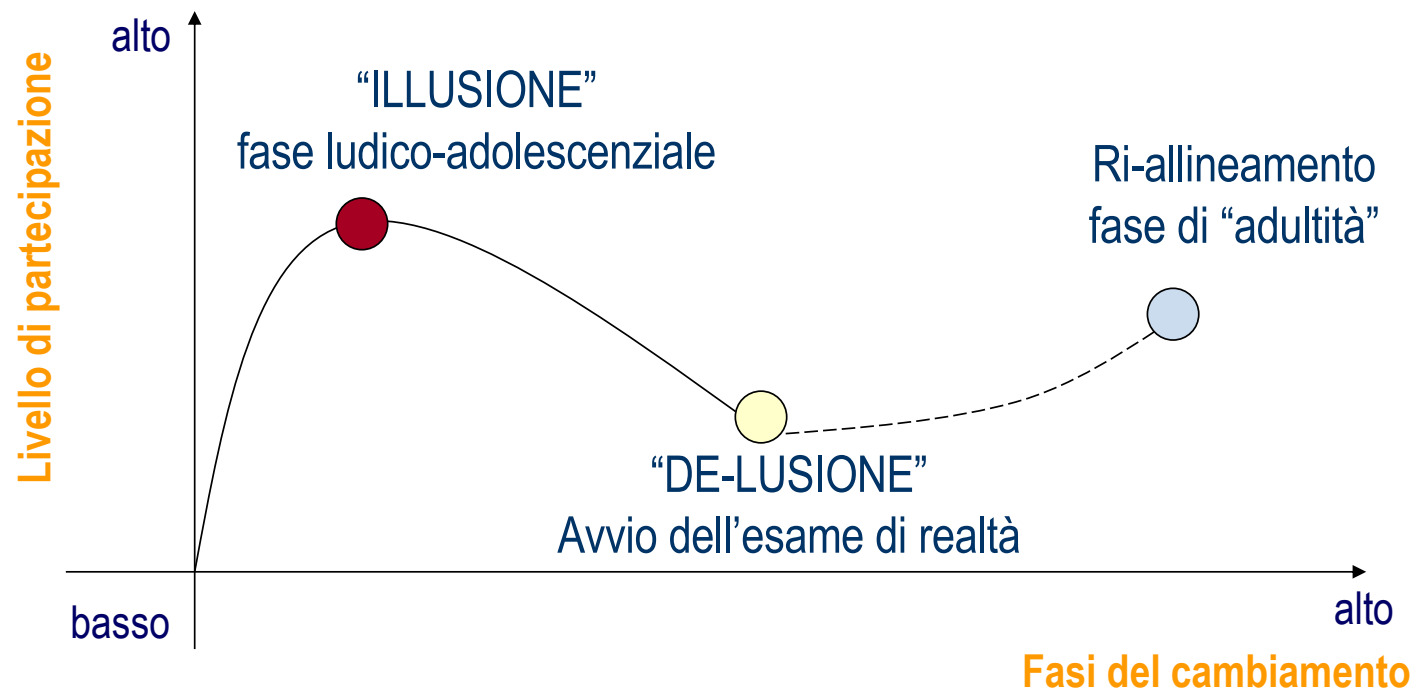 alto
Livello di partecipazione
“ILLUSIONE”
fase ludico-adolescenziale
Ri-allineamento
fase di “adultità”
“DE-LUSIONE”
Avvio dell’esame di realtà
basso
alto
Fasi del cambiamento